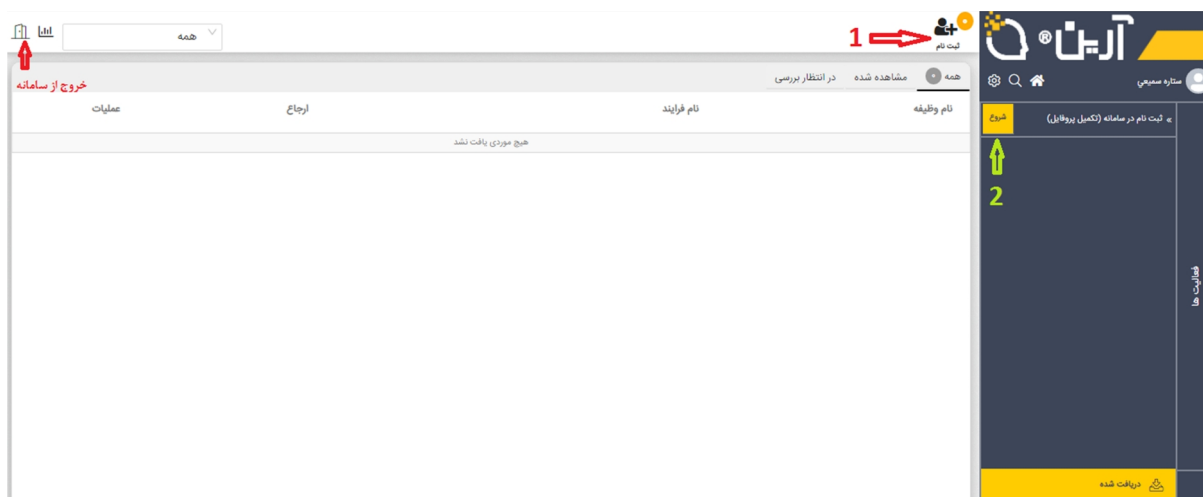 آرین®
ستاره سمیعی
» ثبت نام در سامانه (تکمیل پروفایل)
شروع
2
فعالیت ها
دریافت شده
1
ثبت نام
همه
خروج از سامانه
همه
مشاهده شده
در انتظار بررسی
نام وظیفه
نام فرایند
ارجاع
عملیات
هیچ موردی یافت نشد